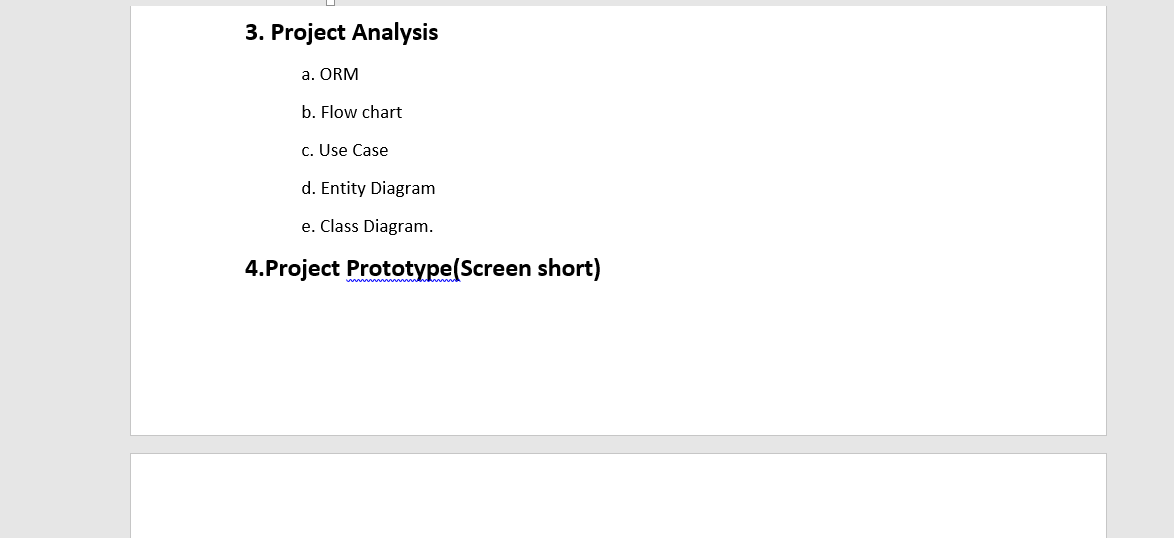 3. Project Analysis
a. ORM
b. Flow chart
c. Use Case
d. Entity Diagram
e. Class Diagram.
4.Project Prototype(Screen short)